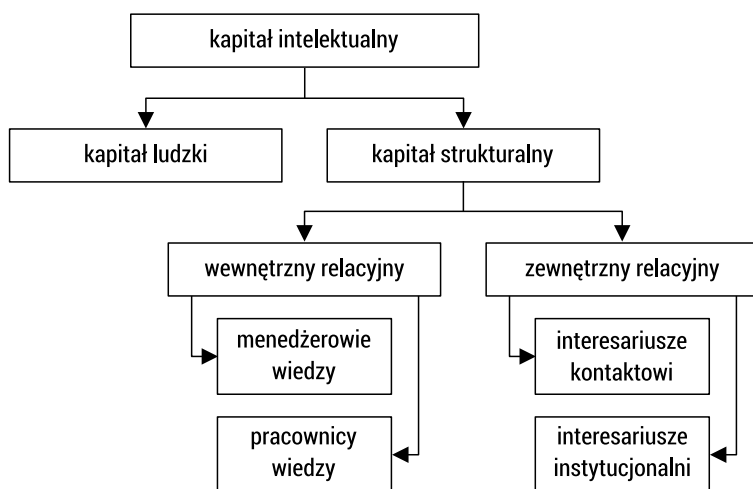 kapitał intelektualny
kapitał ludzki
kapitał strukturalny
wewnętrzny relacyjny
zewnętrzny relacyjny
menedżerowie
wiedzy
interesariusze
kontaktowi
pracownicy
wiedzy
interesariusze
instytucjonalni